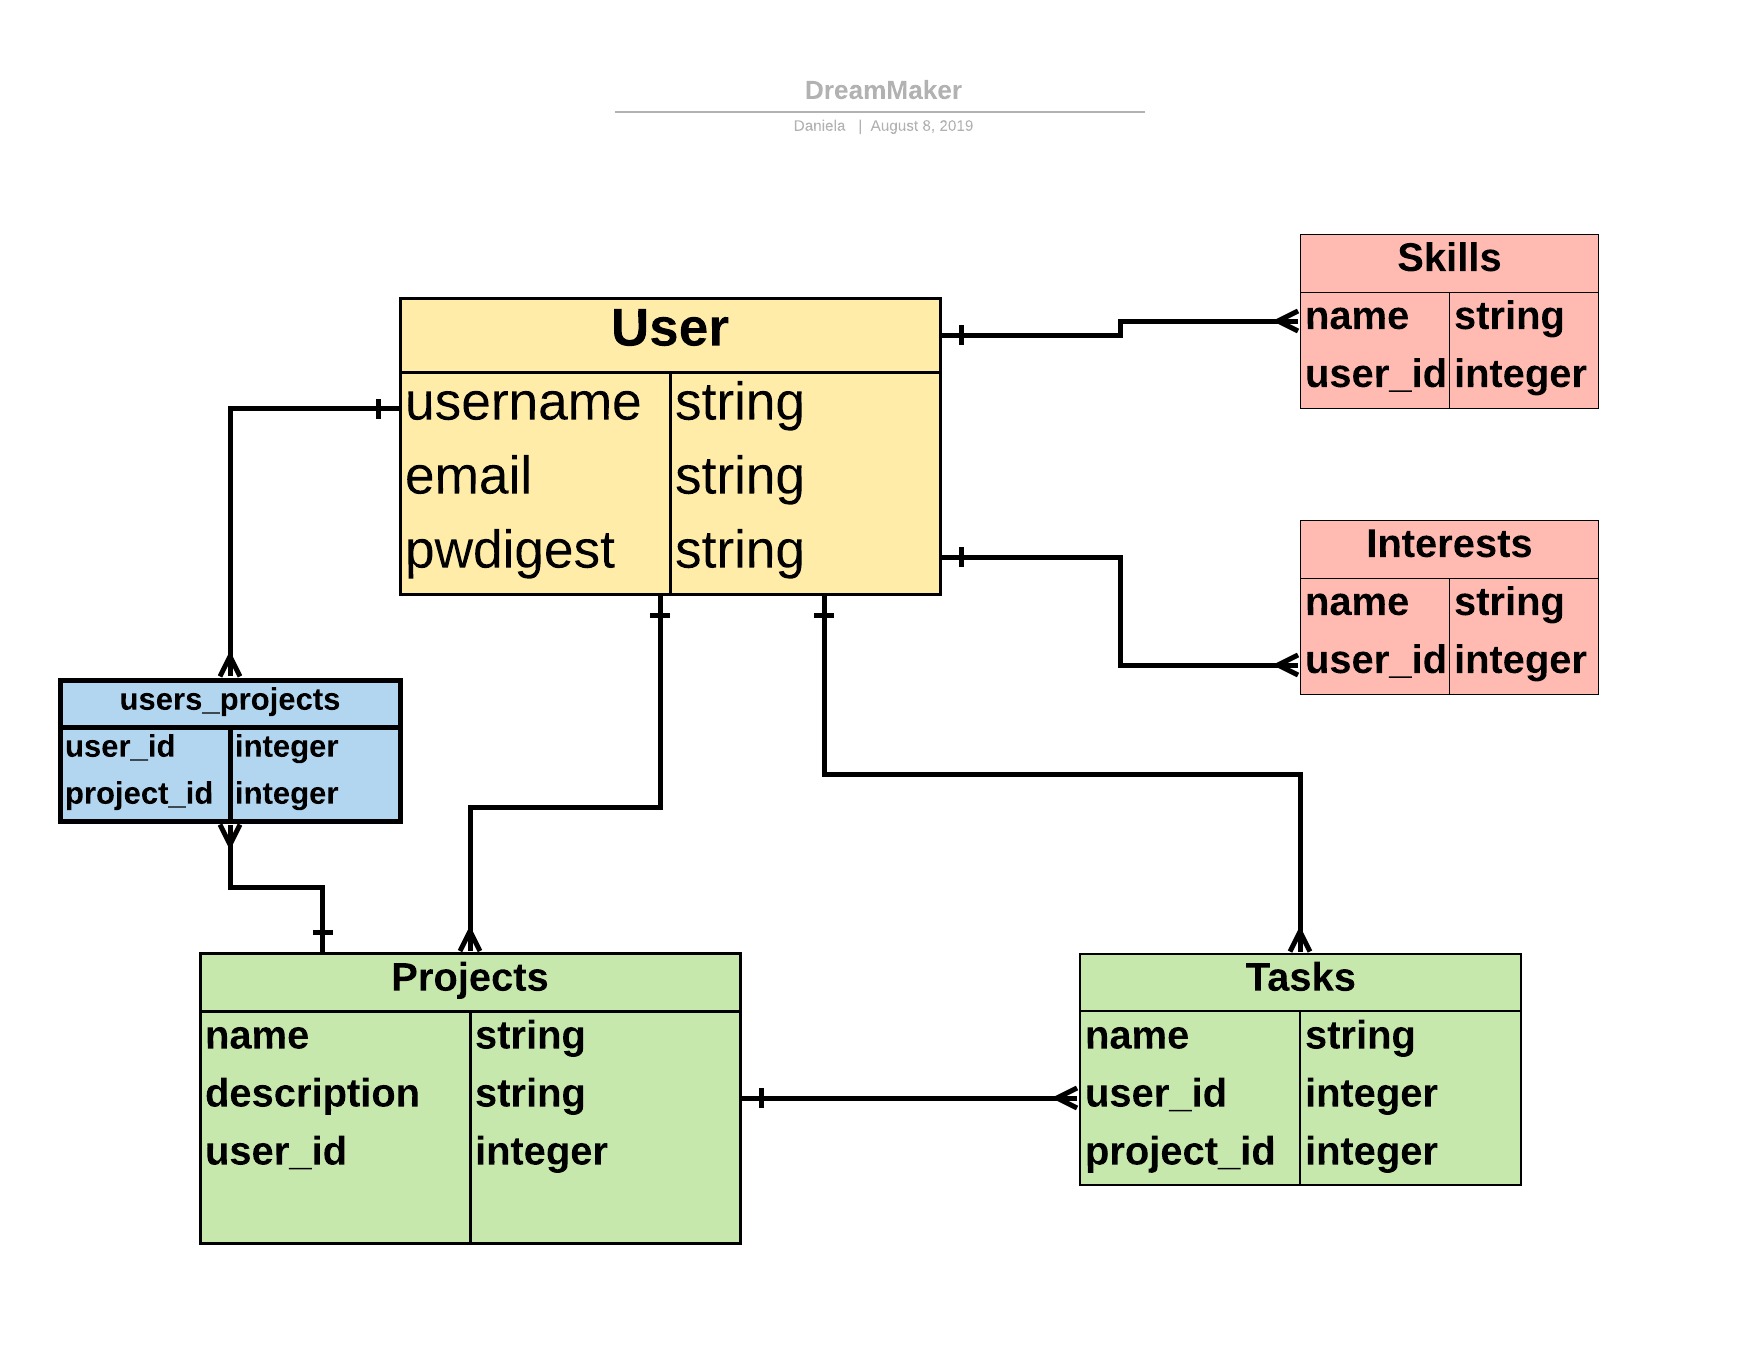 DreamMaker
Daniela | August 8, 2019
Skills
name string
user_id integer
User
username string
email string
pwdigest string
Interests
name string
user_id integer
users_projects
user_id integer
project_id integer
Projects
name string
description string
user_id integer
Tasks
name string
user_id integer
project_id integer